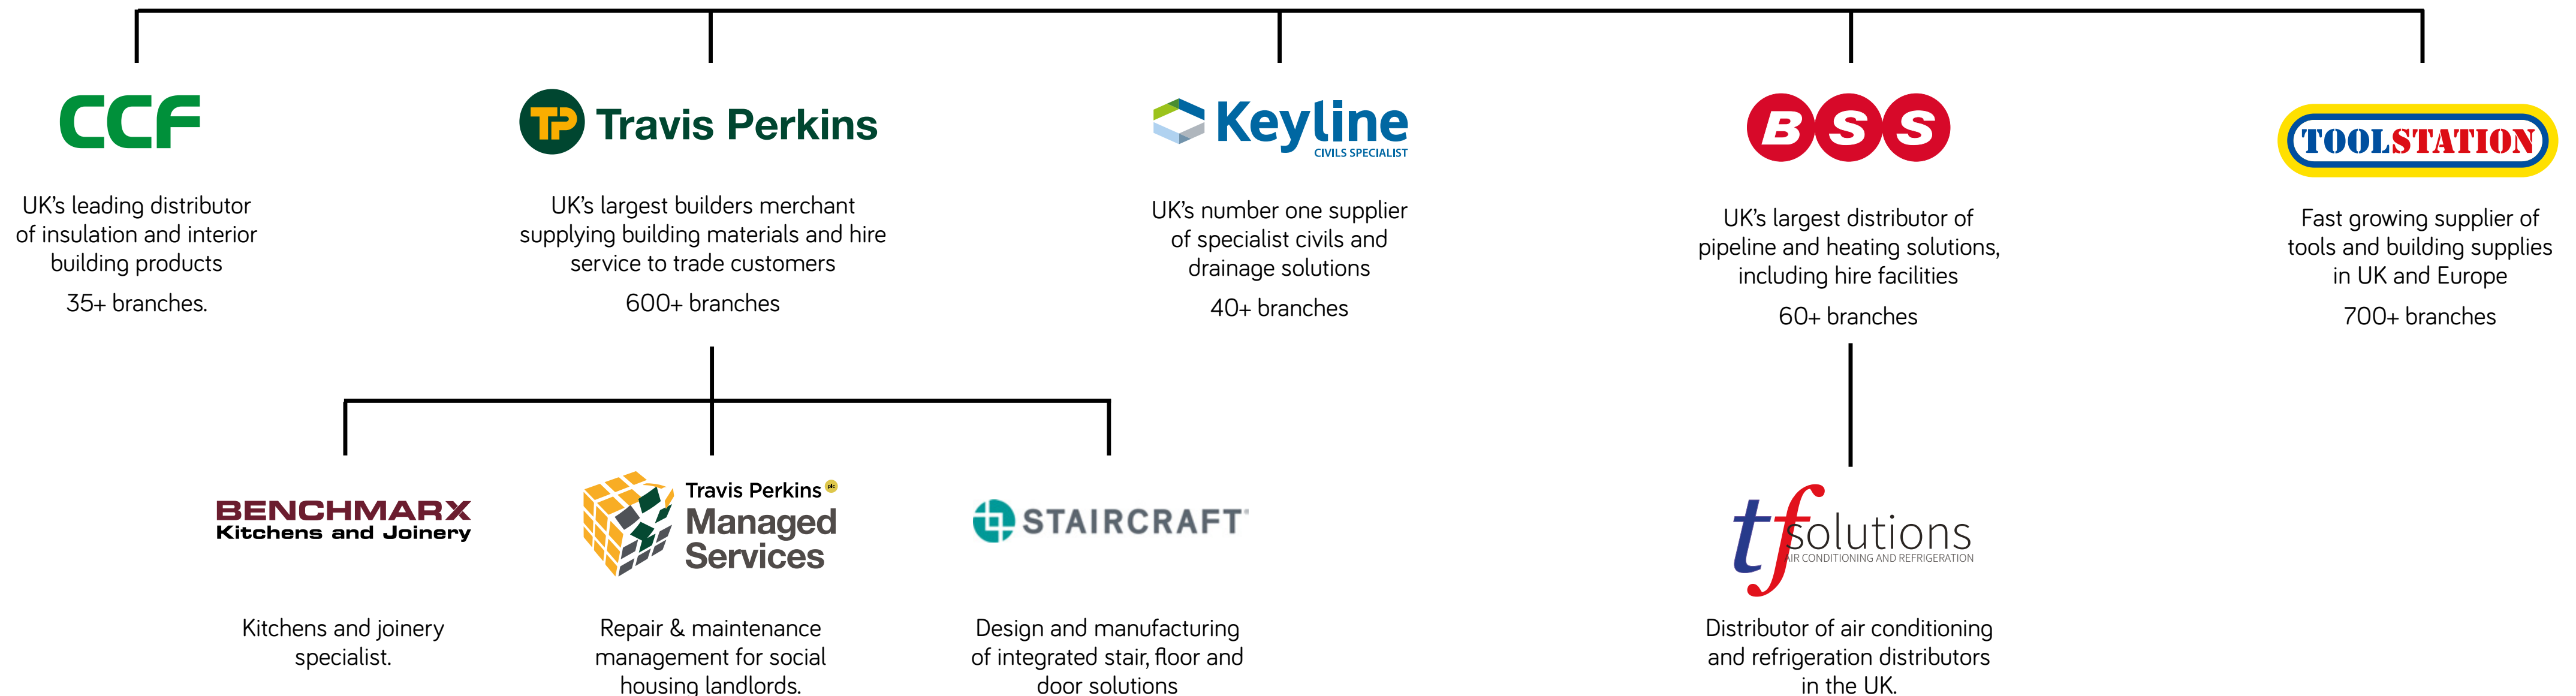 CCF
UK's leading distributor
of insulation and interior
building products
35+ branches.
TP Travis Perkins
UK's largest builders merchant
supplying building materials and hire
service to trade customers
600+ branches
Keyline
CIVILS SPECIALIST
UK's number one supplier
of specialist civils and
drainage solutions
40+ branches
BSS
UK's largest distributor of
pipeline and heating solutions,
including hire facilities
60+ branches
TOOLSTATION
Fast growing supplier of
tools and building supplies
in UK and Europe
700+ branches
BENCHMARX
Kitchens and Joinery
Kitchens and joinery
specialist.
Travis Perkins plc
Managed
Services
Repair & maintenance
management for social
housing landlords.
STAIRCRAFT
Design and manufacturing
of integrated stair, floor and
door solutions
tf solutions
AIR CONDITIONING AND REFRIGERATION
Distributor of air conditioning
and refrigeration distributors
in the UK.